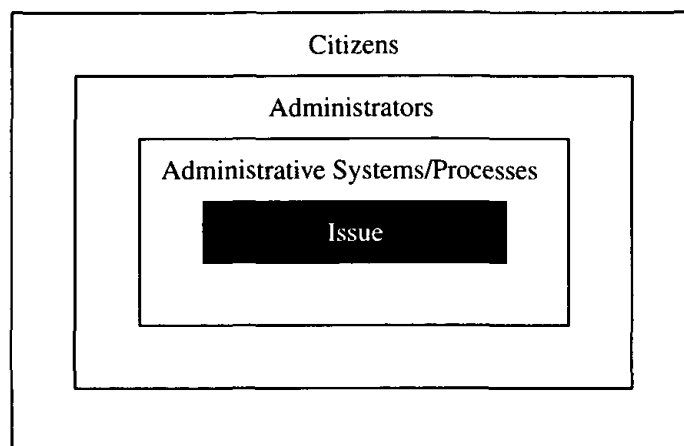 Citizens
Administrators
Administrative Systems/Processes
Issue